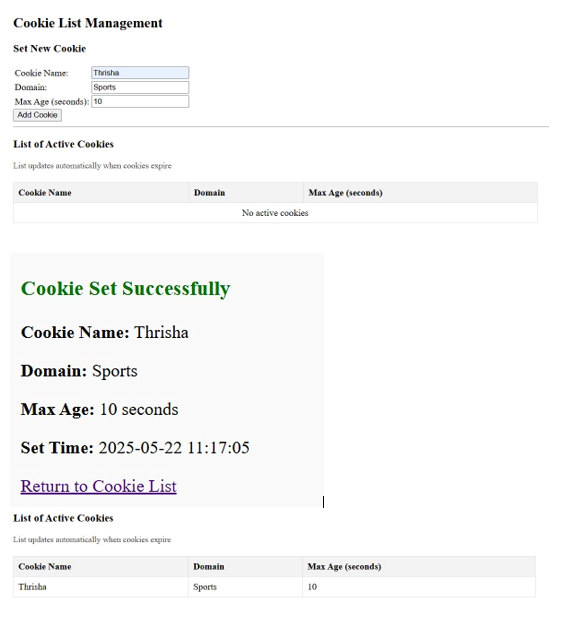 Cookie List Management
Set New Cookie
Cookie Name: Thrisha
Domain: Sports
Max Age (seconds): 10
Add Cookie
List of Active Cookies
List updates automatically when cookies expire
Cookie Name Domain Max Age (seconds)
No active cookies
Cookie Set Successfully
Cookie Name: Thrisha
Domain: Sports
Max Age: 10 seconds
Set Time: 2025-05-22 11:17:05
Return to Cookie List
List of Active Cookies
List updates automatically when cookies expire
Cookie Name Domain Max Age (seconds)
Thrisha Sports 10